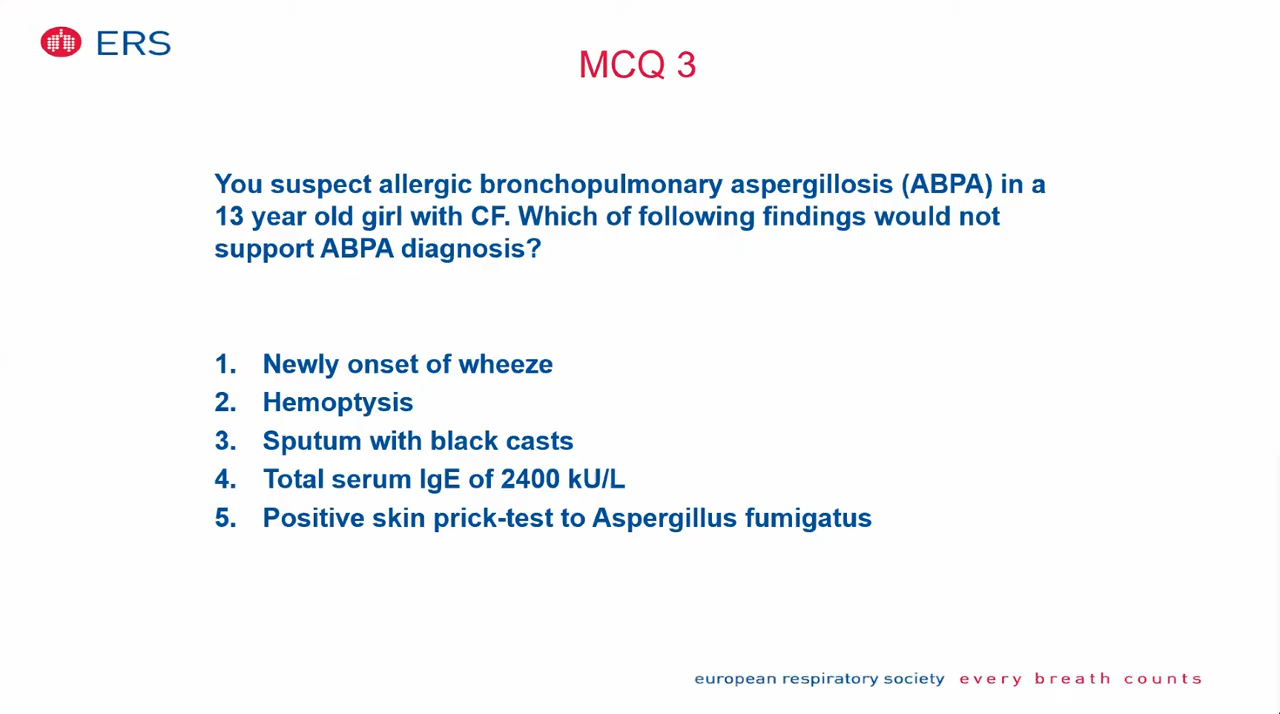 ERS
MCQ 3
You suspect allergic bronchopulmonary aspergillosis (ABPA) in a
13 year old girl with CF. Which of following findings would not
support ABPA diagnosis?
1. Newly onset of wheeze
2. Hemoptysis
3. Sputum with black casts
4. Total serum IgE of 2400 kU/L
5. Positive skin prick-test to Aspergillus fumigatus
european respiratory society every breath counts